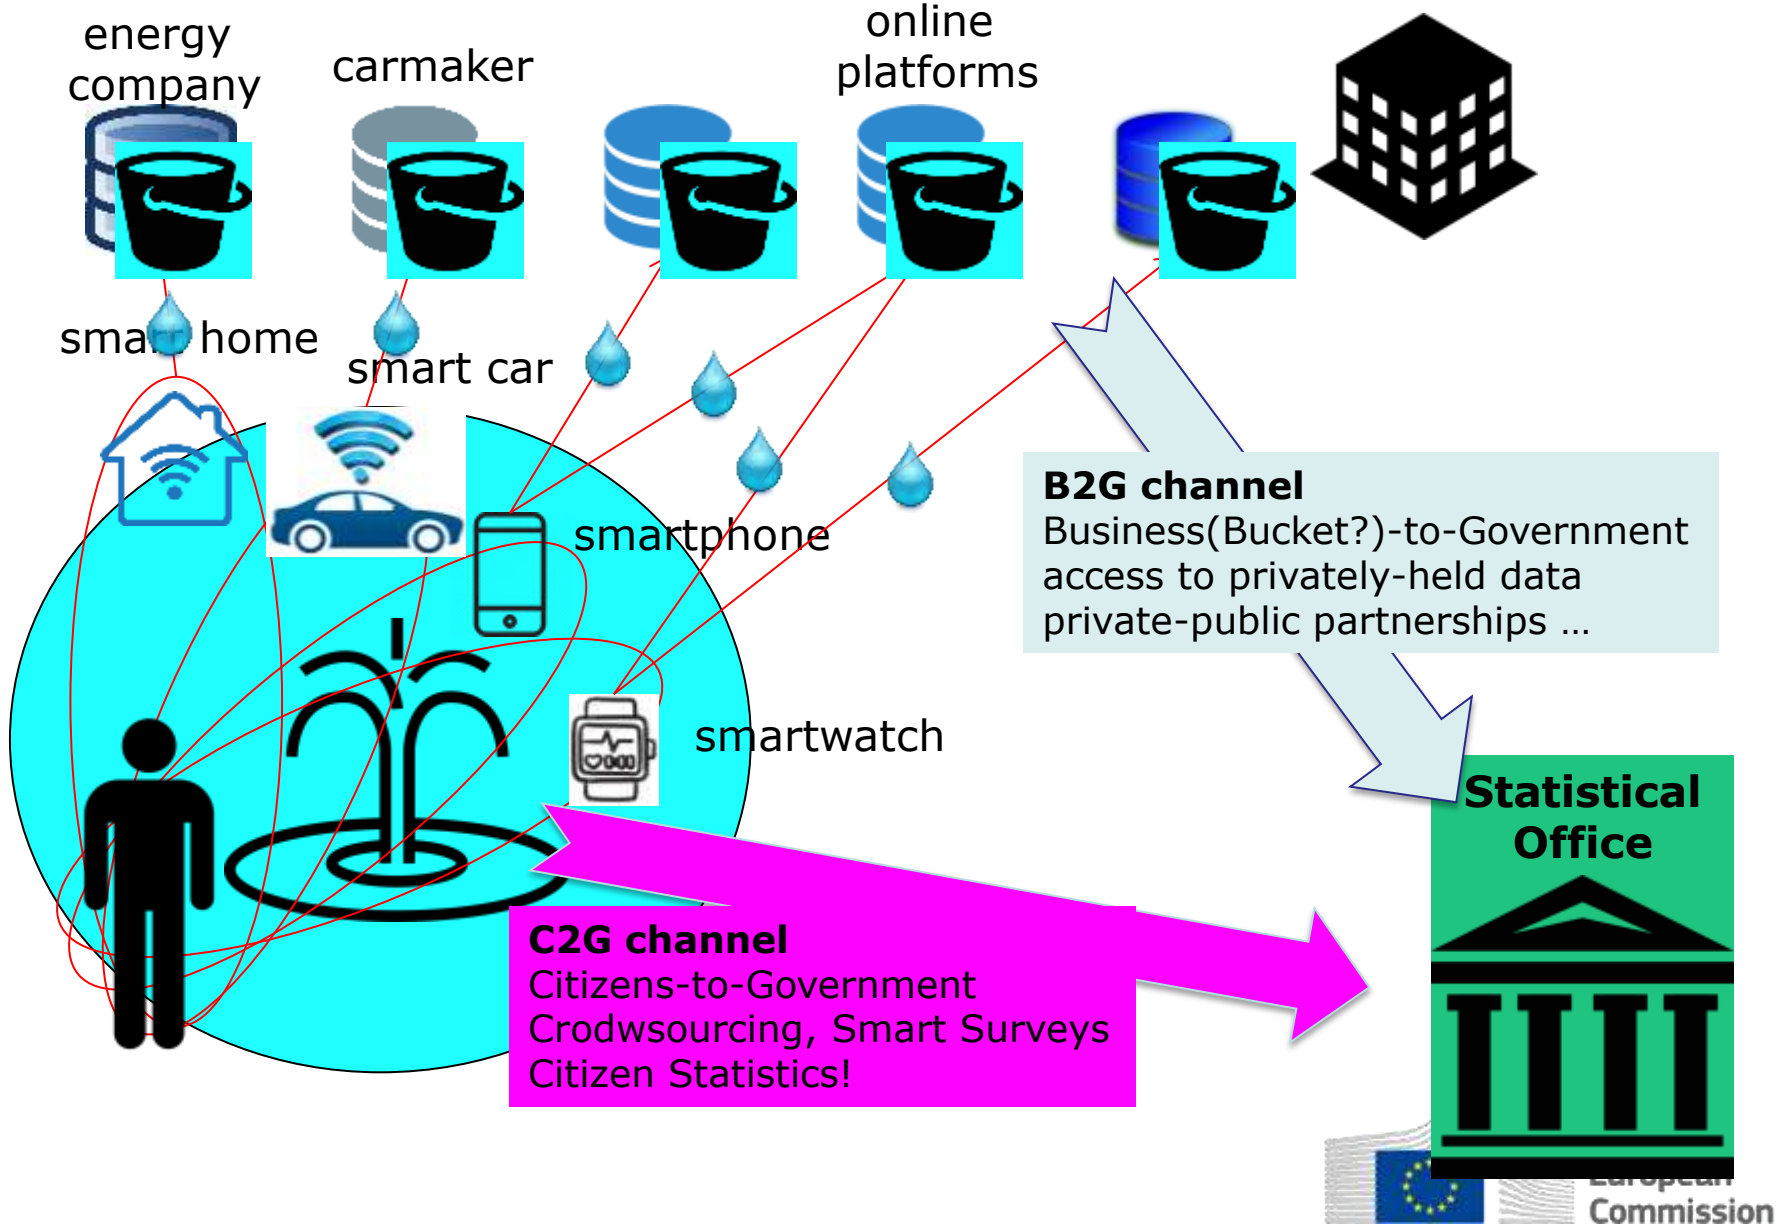 energy
company
carmaker
online
platforms
smart home
smart car
smartphone
smartwatch
B2G channel
Business(Bucket?)-to-Government
access to privately-held data
private-public partnerships ...
Statistical
Office
C2G channel
Citizens-to-Government
Crodwsourcing, Smart Surveys
Citizen Statistics!
European
Commission